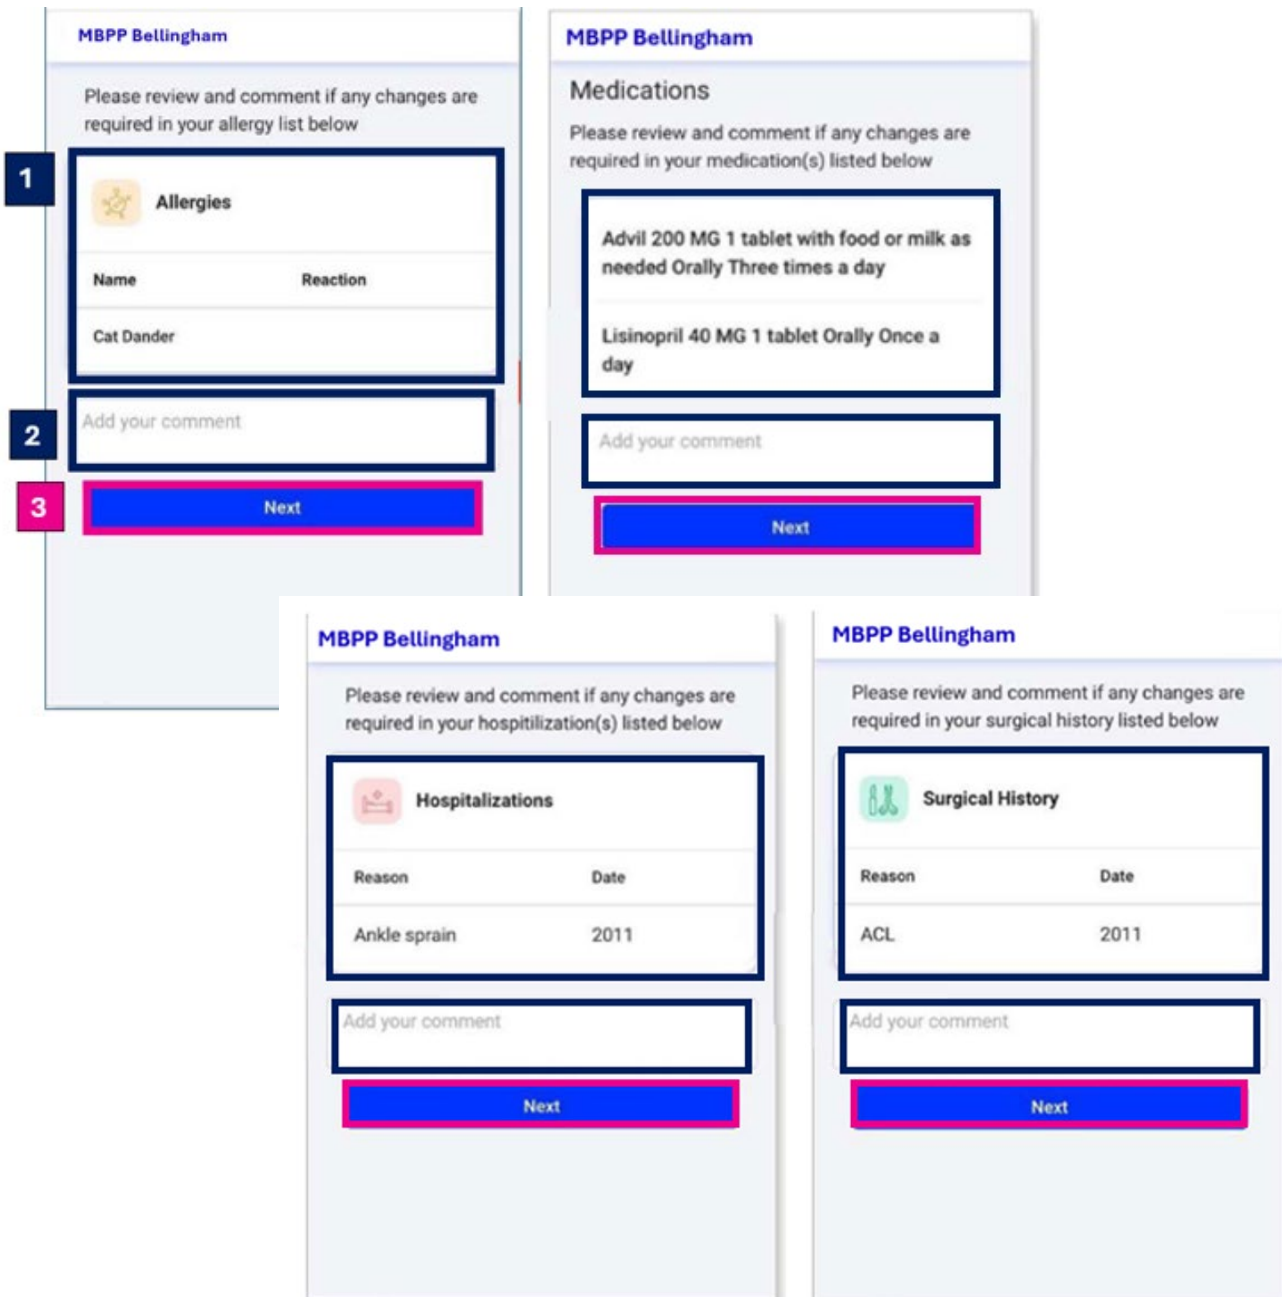 MBPP Bellingham
Please review and comment if any changes are
required in your allergy list below
1
Allergies
Name Reaction
Cat Dander
2
Add your comment
3
Next
MBPP Bellingham
Medications
Please review and comment if any changes are
required in your medication(s) listed below
Advil 200 MG 1 tablet with food or milk as
needed Orally Three times a day
Lisinopril 40 MG 1 tablet Orally Once a
day
Add your comment
Next
MBPP Bellingham
Please review and comment if any changes are
required in your hospitilization(s) listed below
Hospitalizations
Reason Date
Ankle sprain 2011
Add your comment
Next
MBPP Bellingham
Please review and comment if any changes are
required in your surgical history listed below
Surgical History
Reason Date
ACL 2011
Add your comment
Next